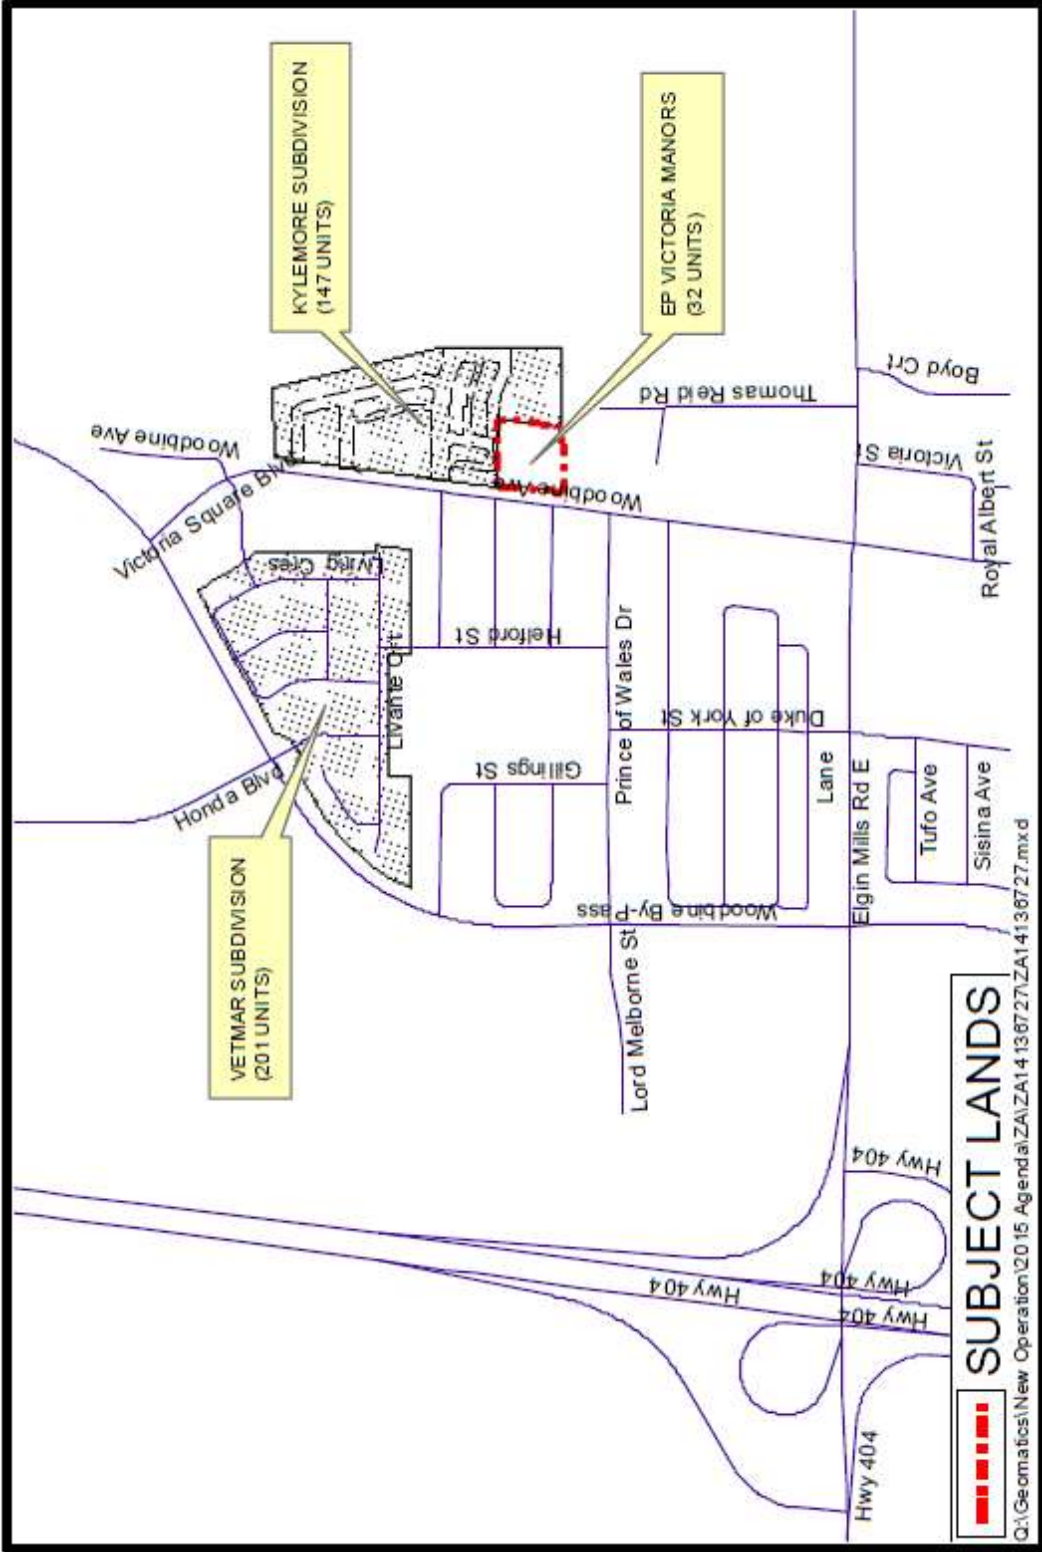 VETMAR SUBDIVISION
(201 UNITS)
KYLEMORE SUBDIVISION
(147 UNITS)
EP VICTORIA MANORS
(32 UNITS)
Woodbine Ave
Victoria Square Blvd
Honda Blvd
Living Cres
Livante Crt
Helford St
Gillings St
Woodbine Ave
Prince of Wales Dr
Duke of York St
Lane
Woodbine By-Pass
Lord Melborne St
Thomas Reid Rd
Elgin Mills Rd E
Boyd Crt
Victoria St
Royal Albert St
Tufo Ave
Sisina Ave
Hwy 404
Hwy 404
Hwy 404
Hwy 404
Hwy 404
SUBJECT LANDS
Q:\Geomatics\New Operation\2015 Agenda\ZA\ZA14136727\ZA14136727.mxd